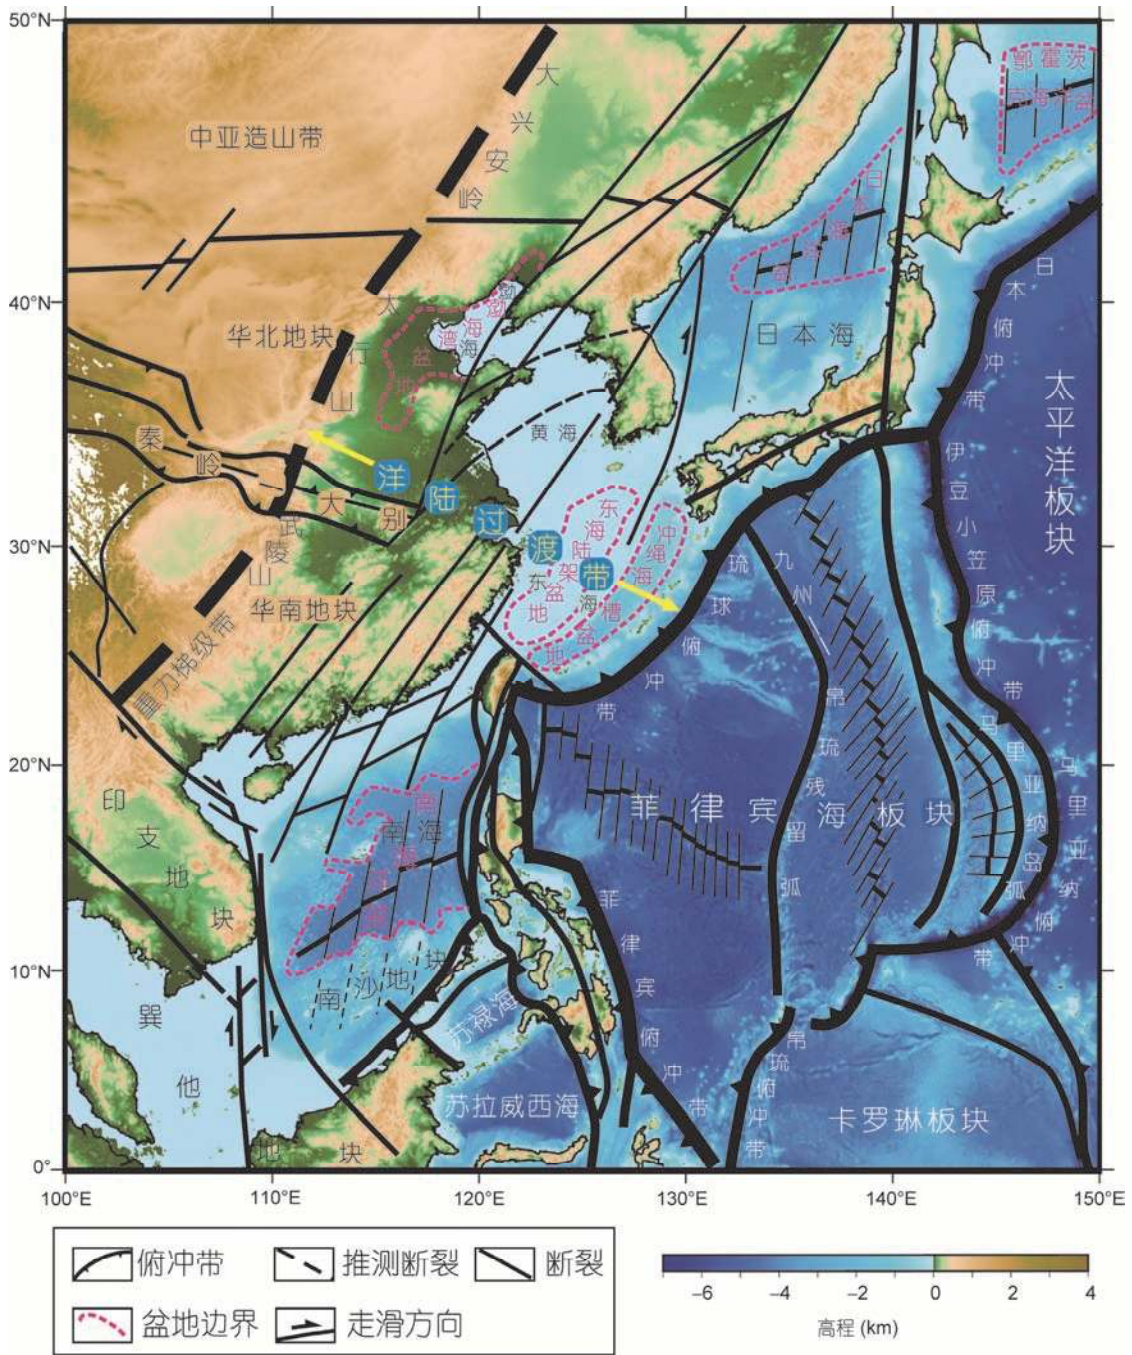 50°N
40°N
30°N
20°N
10°N
0°
100°E
110°E
120°E
130°E
140°E
150°E
中亚造山带
大兴安岭
太行山
武陵山
重力梯级带
华北地块
秦岭
大别
华南地块
印支地块
巽他地块
渤海
渤海湾盆地
黄海
东海
东海陆架盆地
冲绳海槽盆地
洋陆过渡带
日本海
日本海盆
鄂霍茨
南海
南沙地块
苏禄海
苏拉威西海
太平洋板块
菲律宾海板块
卡罗琳板块
日本俯冲带
伊豆小笠原俯冲带
马里亚纳岛弧
马里亚纳俯冲带
琉球俯冲带
九州帛琉残留弧
菲律宾俯冲带
帛琉俯冲带
俯冲带
推测断裂
断裂
盆地边界
走滑方向
−6
−4
−2
0
2
4
高程 (km)